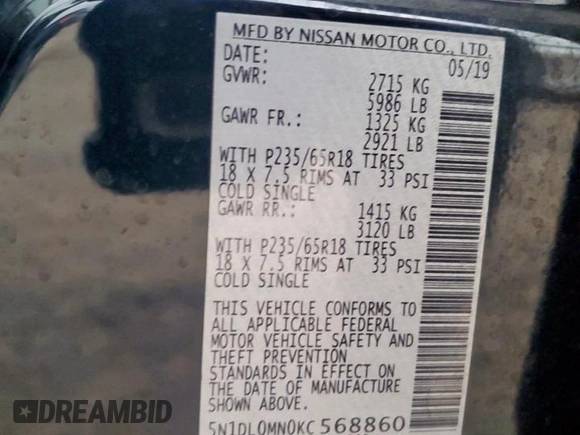 MFD BY NISSAN MOTOR CO., LTD.
DATE: 05/19
GVWR: 2715 KG
5986 LB
GAWR FR.: 1325 KG
2921 LB
WITH P235/65R18 TIRES
18 X 7.5 RIMS AT 33 PSI
COLD SINGLE
GAWR RR.: 1415 KG
3120 LB
WITH P235/65R18 TIRES
18 X 7.5 RIMS AT 33 PSI
COLD SINGLE
THIS VEHICLE CONFORMS TO
ALL APPLICABLE FEDERAL
MOTOR VEHICLE SAFETY AND
THEFT PREVENTION
STANDARDS IN EFFECT ON
THE DATE OF MANUFACTURE
5N1DL0MN0KC568860
DREAMBID